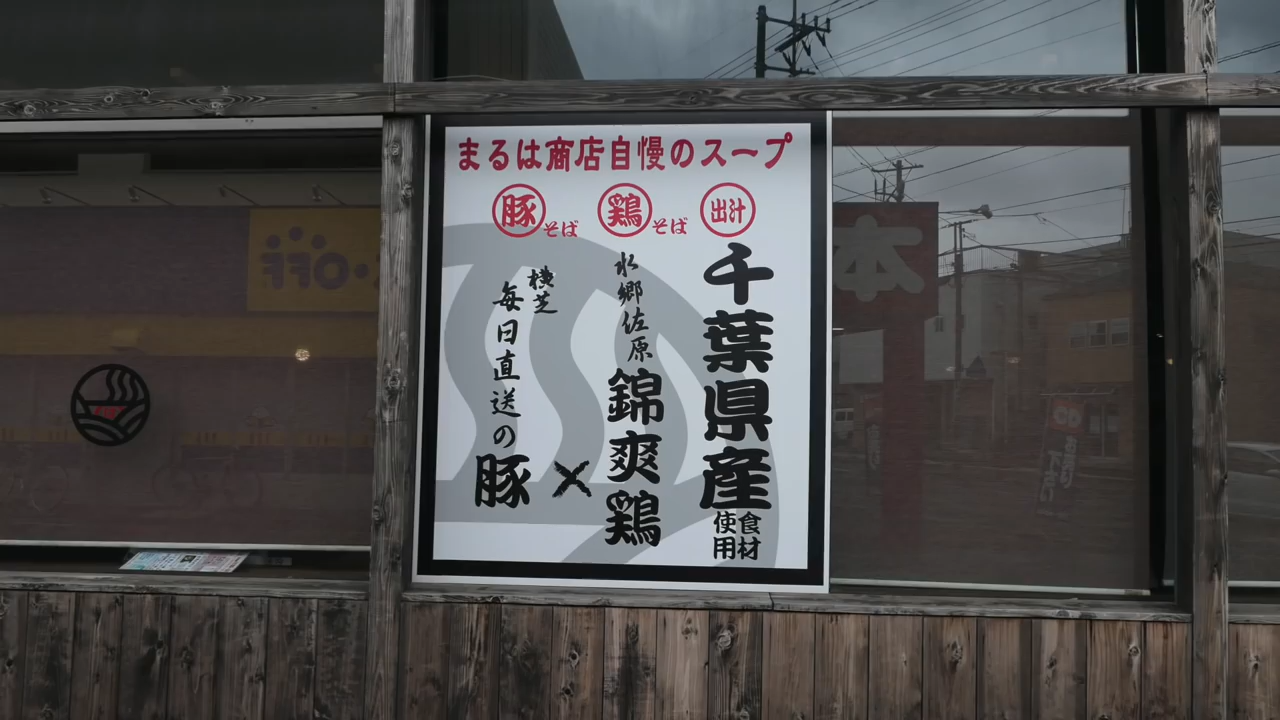 まるは商店自慢のスープ
豚そば
鶏そば
出汁
千葉県産
食材
使用
水郷佐原
錦爽鶏
×
横芝
毎日直送の
豚
本